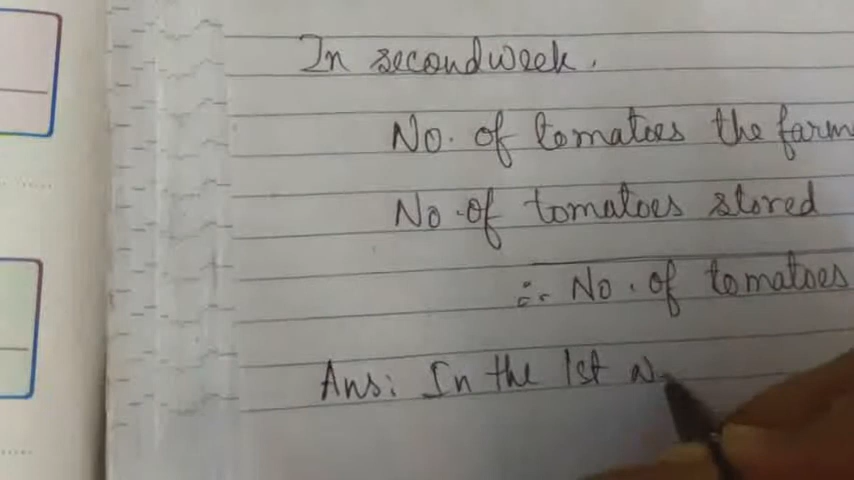 In second week.
No. of tomatoes the farm
No. of tomatoes stored
∴ No. of tomatoes
Ans: In the 1st w